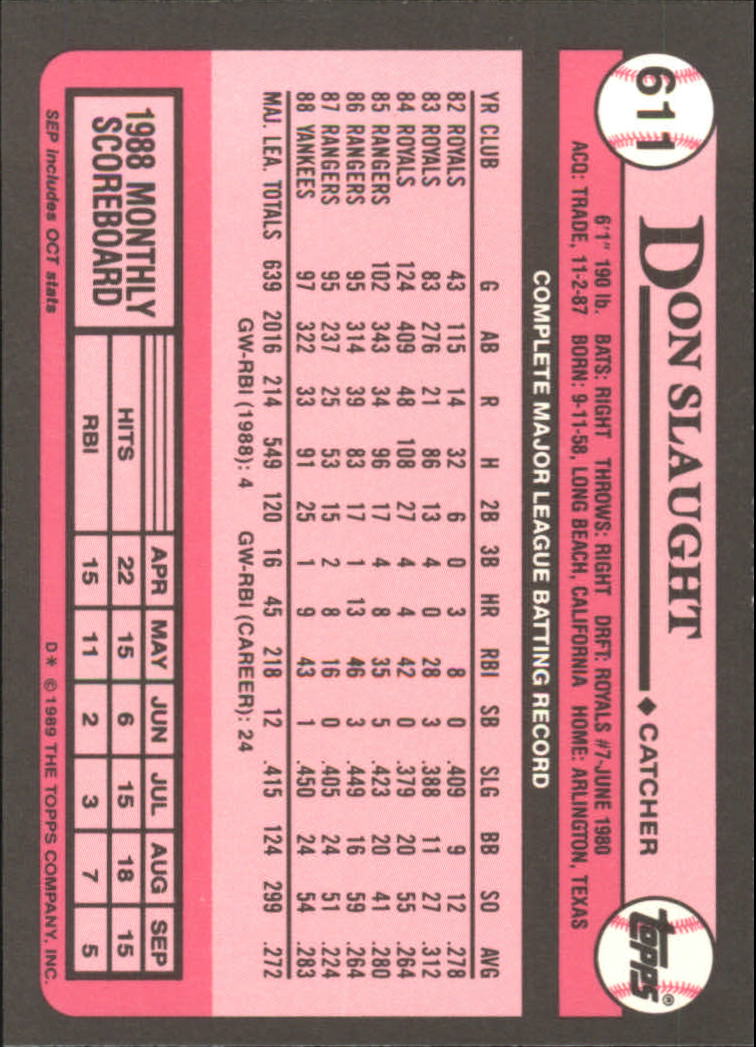 611
DON SLAUGHT
◆ CATCHER
TOPPS®
6'1" 190 lb. BATS: RIGHT THROWS: RIGHT DRFT: ROYALS #7-JUNE 1980
ACQ: TRADE, 11-2-87 BORN: 9-11-58, LONG BEACH, CALIFORNIA HOME: ARLINGTON, TEXAS
COMPLETE MAJOR LEAGUE BATTING RECORD
YR CLUB G AB R H 2B 3B HR RBI SB SLG BB SO AVG
82 ROYALS 43 115 14 32 6 0 3 8 0 .409 9 12 .278
83 ROYALS 83 276 21 86 13 4 0 28 3 .388 11 27 .312
84 ROYALS 124 409 48 108 27 4 4 42 0 .379 20 55 .264
85 RANGERS 102 343 34 96 17 4 8 35 5 .423 20 41 .280
86 RANGERS 95 314 39 83 17 1 13 46 3 .449 16 59 .264
87 RANGERS 95 237 25 53 15 2 8 16 0 .405 24 51 .224
88 YANKEES 97 322 33 91 25 1 9 43 1 .450 24 54 .283
MAJ. LEA. TOTALS 639 2016 214 549 120 16 45 218 12 .415 124 299 .272
GW-RBI (1988): 4 GW-RBI (CAREER): 24
1988 MONTHLY
SCOREBOARD
APR MAY JUN JUL AUG SEP
HITS 22 15 6 15 18 15
RBI 15 11 2 3 7 5
SEP includes OCT stats
D* © 1989 THE TOPPS COMPANY, INC.